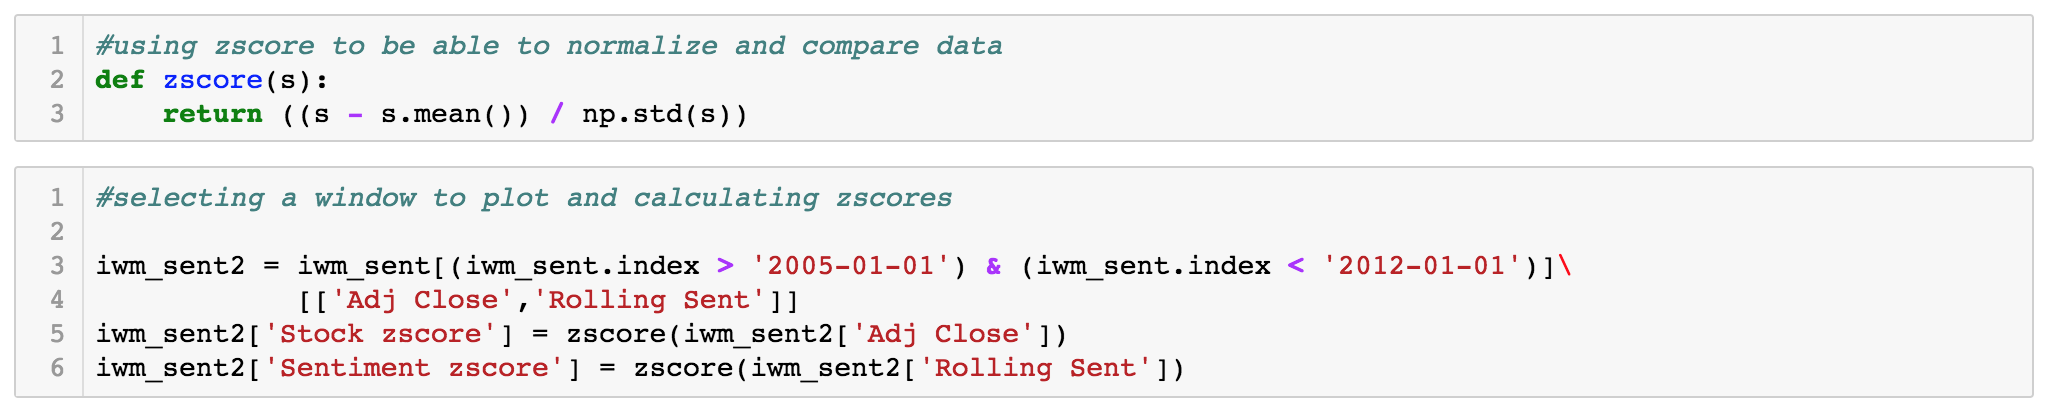 1 #using zscore to be able to normalize and compare data
2 def zscore(s):
3     return ((s - s.mean()) / np.std(s))
1 #selecting a window to plot and calculating zscores
2
3 iwm_sent2 = iwm_sent[(iwm_sent.index > '2005-01-01') & (iwm_sent.index < '2012-01-01')]\
4             [['Adj Close','Rolling Sent']]
5 iwm_sent2['Stock zscore'] = zscore(iwm_sent2['Adj Close'])
6 iwm_sent2['Sentiment zscore'] = zscore(iwm_sent2['Rolling Sent'])